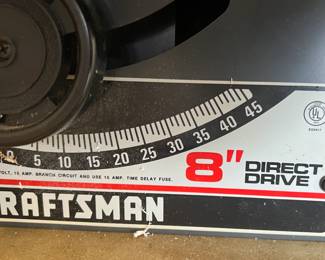 5 10 15 20 25 30 35 40 45
UL
VOLT, 15 AMP. BRANCH CIRCUIT AND USE 15 AMP. TIME DELAY FUSE.
8" DIRECT
DRIVE
RAFTSMAN